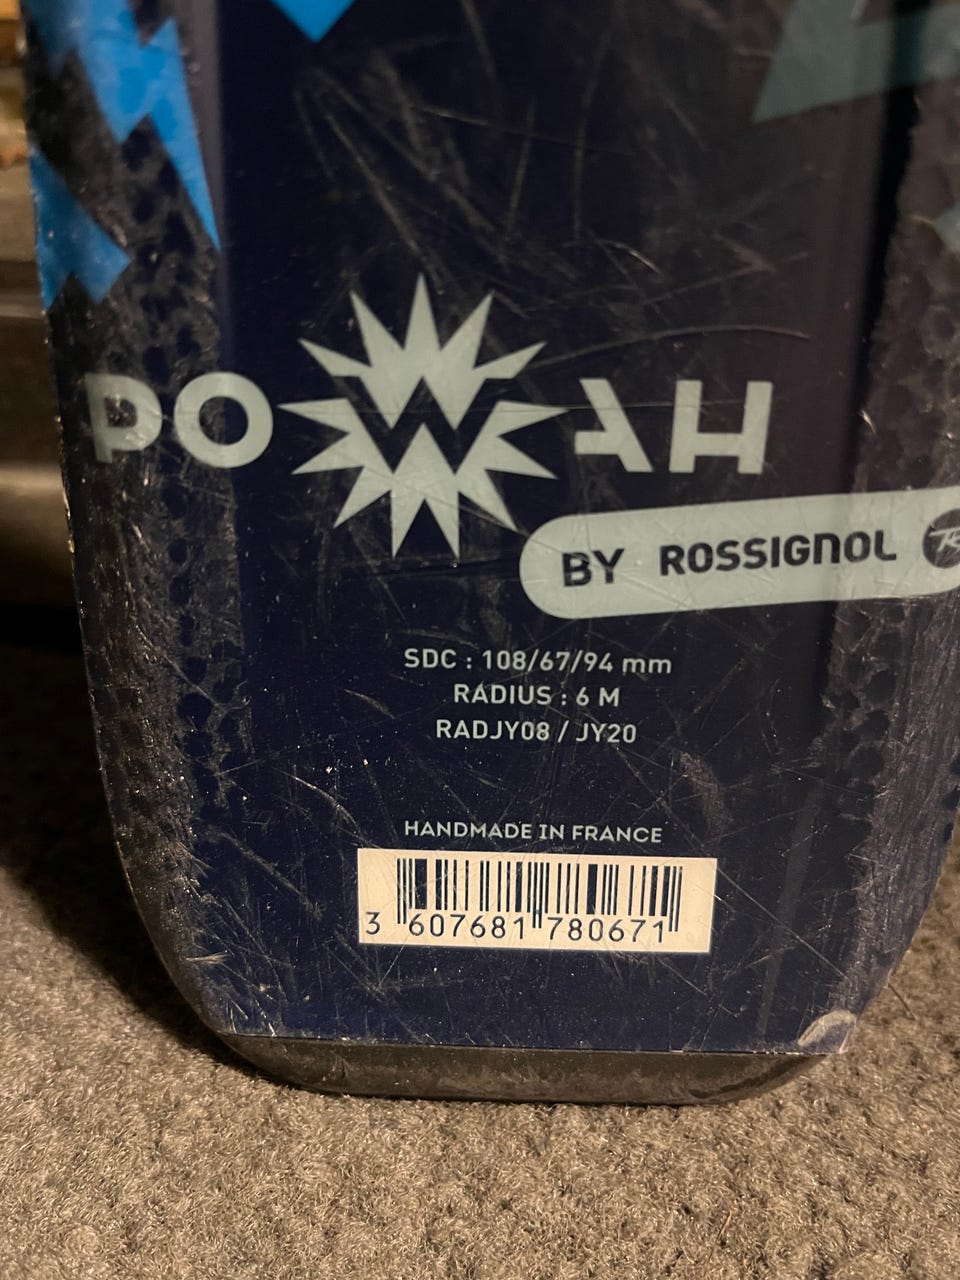 POWAH
BY ROSSIGNOL
SDC : 108/67/94 mm
RADIUS : 6 M
RADJY08 / JY20
HANDMADE IN FRANCE
3 607681 780671